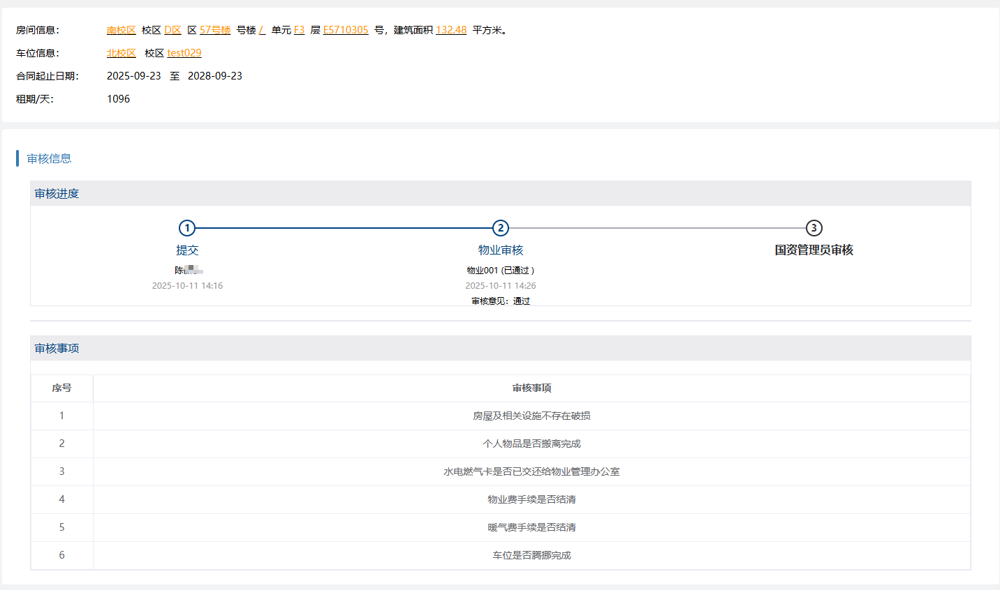 房间信息： 南校区 校区 D区 区 57号楼 号楼 / 单元 F3 层 E5710305 号，建筑面积 132.48 平方米。
车位信息： 北校区 校区 test029
合同起止日期： 2025-09-23 至 2028-09-23
租期/天： 1096
审核信息
审核进度
1 2 3
提交 物业审核 国资管理员审核
陈 物业001 (已通过 )
2025-10-11 14:16 2025-10-11 14:26
审核意见：通过
审核事项
序号 审核事项
1 房屋及相关设施不存在破损
2 个人物品是否搬离完成
3 水电燃气卡是否已交还给物业管理办公室
4 物业费手续是否结清
5 暖气费手续是否结清
6 车位是否腾挪完成